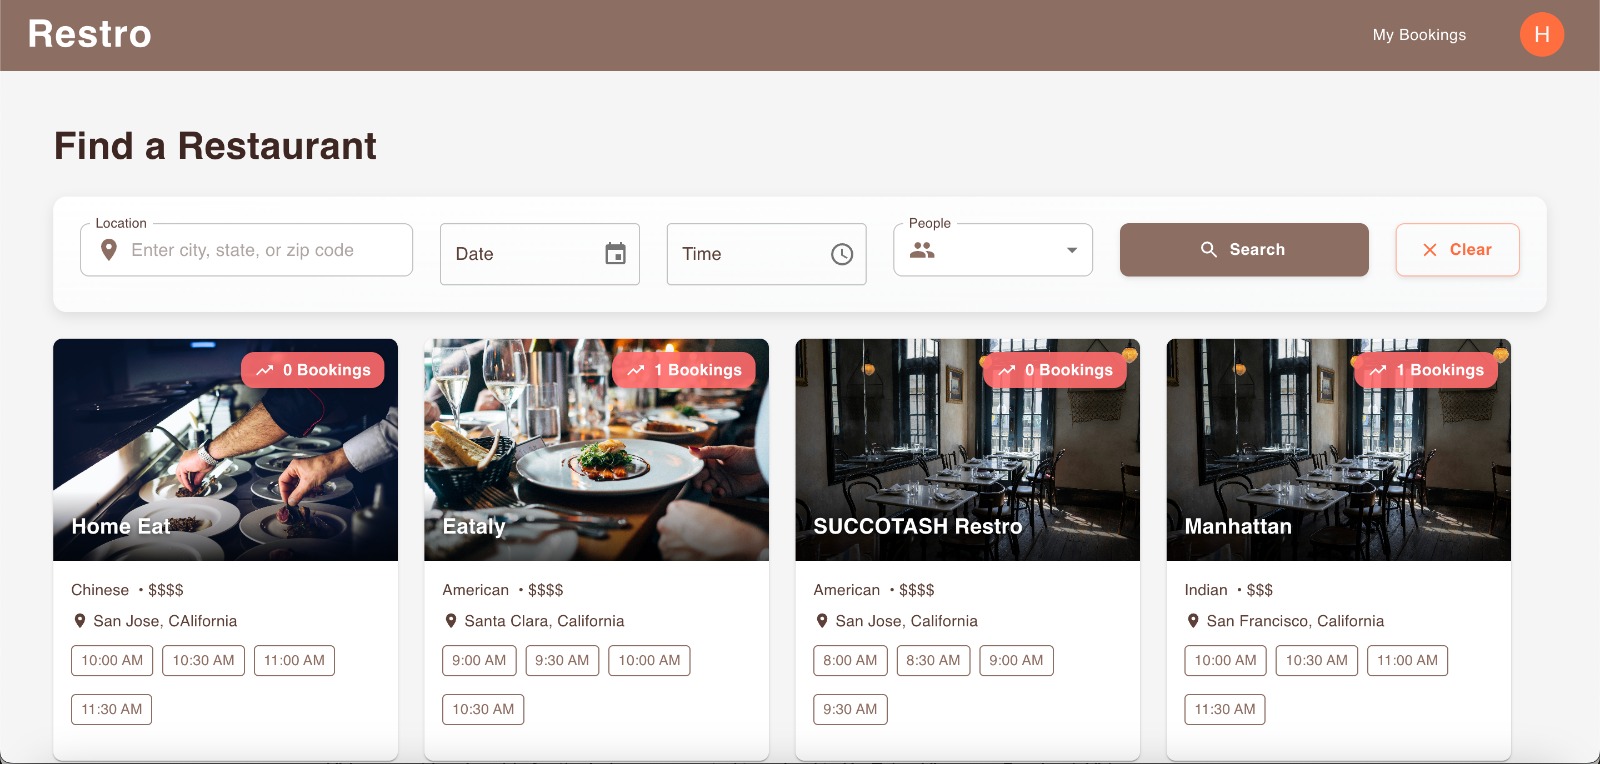 Restro
My Bookings
H
Find a Restaurant
Location
Enter city, state, or zip code
Date
Time
People
Search
Clear
0 Bookings
Home Eat
Chinese • $$$$
San Jose, CAlifornia
10:00 AM 10:30 AM 11:00 AM
11:30 AM
1 Bookings
Eataly
American • $$$$
Santa Clara, California
9:00 AM 9:30 AM 10:00 AM
10:30 AM
0 Bookings
SUCCOTASH Restro
American • $$$$
San Jose, California
8:00 AM 8:30 AM 9:00 AM
9:30 AM
1 Bookings
Manhattan
Indian • $$$
San Francisco, California
10:00 AM 10:30 AM 11:00 AM
11:30 AM